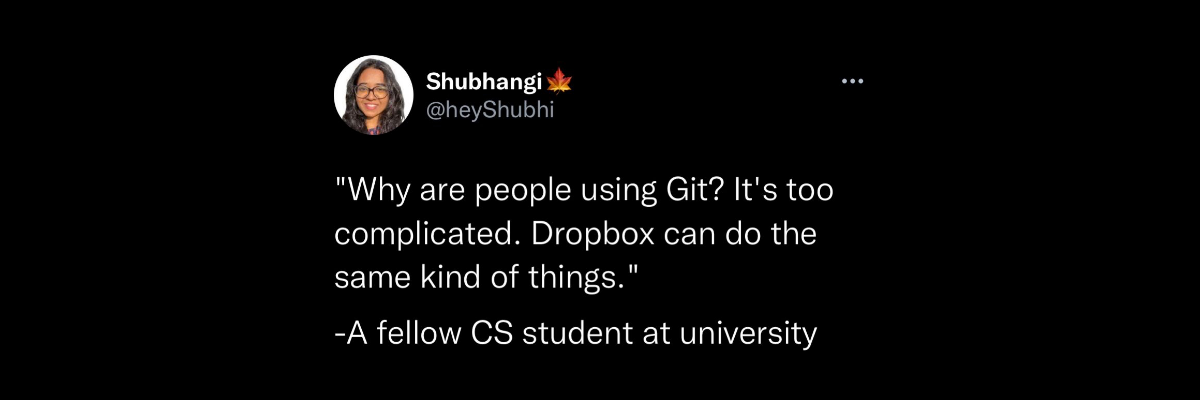 Shubhangi🍁
@heyShubhi
"Why are people using Git? It's too
complicated. Dropbox can do the
same kind of things."
-A fellow CS student at university